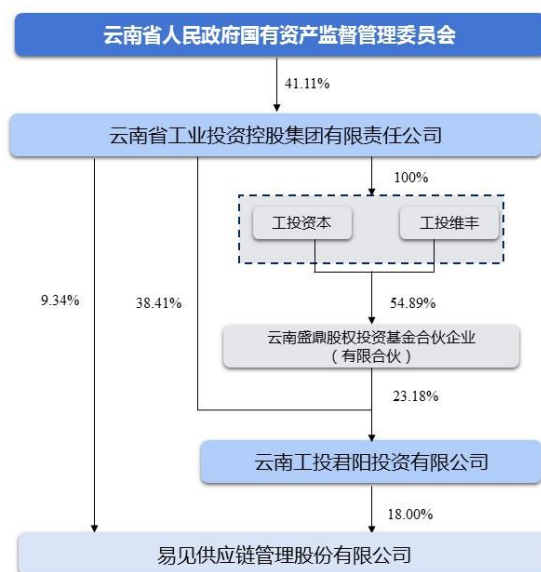 云南省人民政府国有资产监督管理委员会
41.11%
云南省工业投资控股集团有限责任公司
100%
工投资本
工投维丰
9.34%
38.41%
54.89%
云南盛鼎股权投资基金合伙企业
（有限合伙）
23.18%
云南工投君阳投资有限公司
18.00%
易见供应链管理股份有限公司